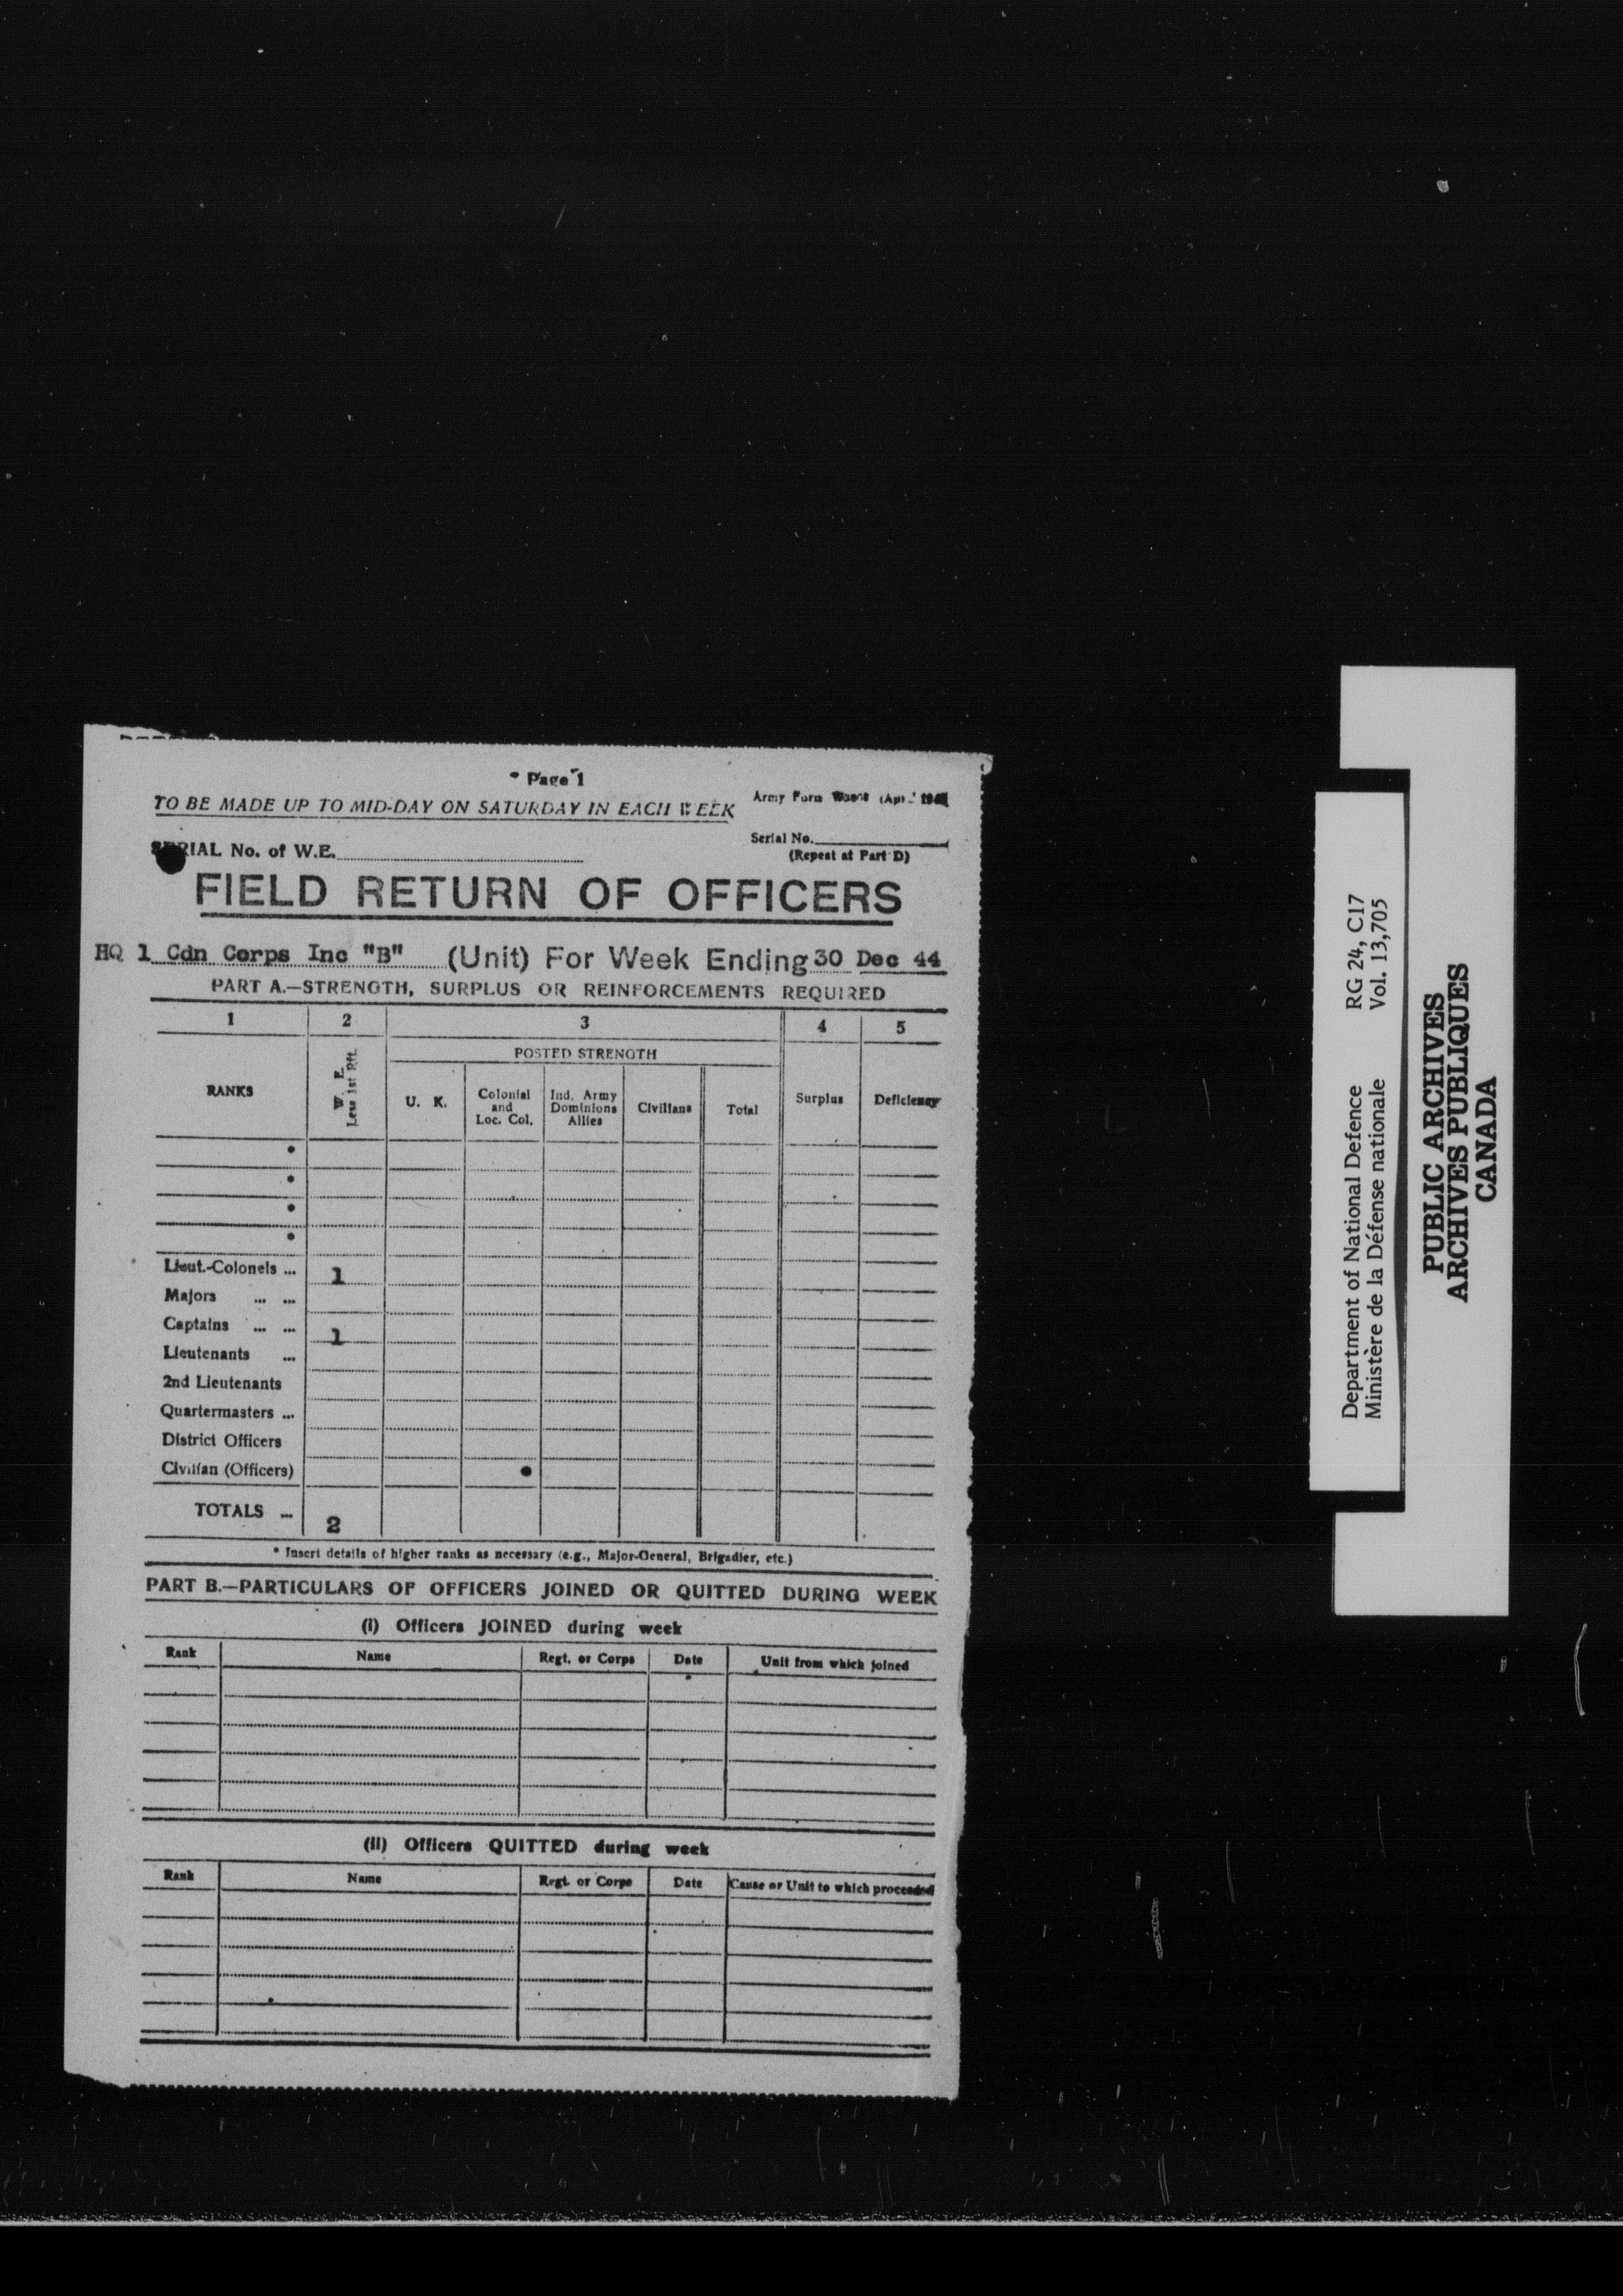 Page 1
TO BE MADE UP TO MID-DAY ON SATURDAY IN EACH WEEK
Army Form
SERIAL No. of W.E.
Serial No.
(Repeat at Part D)
FIELD RETURN OF OFFICERS
HQ 1 Cdn Corps Inc "B" (Unit) For Week Ending 30 Dec 44
PART A.—STRENGTH, SURPLUS OR REINFORCEMENTS REQUIRED
1 2 3 4 5
POSTED STRENGTH
RANKS
W. E.
Less 1st Rft.
U. K.
Colonial
and
Loc. Col.
Ind. Army
Dominions
Allies
Civilians
Total
Surplus
Deficiency
Lieut.-Colonels ... 1
Majors ... ...
Captains ... ... 1
Lieutenants ...
2nd Lieutenants
Quartermasters ...
District Officers
Civilian (Officers)
TOTALS ... 2
* Insert details of higher ranks as necessary (e.g., Major-General, Brigadier, etc.)
PART B.—PARTICULARS OF OFFICERS JOINED OR QUITTED DURING WEEK
(i) Officers JOINED during week
Rank Name Regt. or Corps Date Unit from which joined
(ii) Officers QUITTED during week
Rank Name Regt. or Corps Date Cause or Unit to which proceeded
Department of National Defence RG 24, C17
Ministère de la Défense nationale Vol. 13,705
PUBLIC ARCHIVES
ARCHIVES PUBLIQUES
CANADA